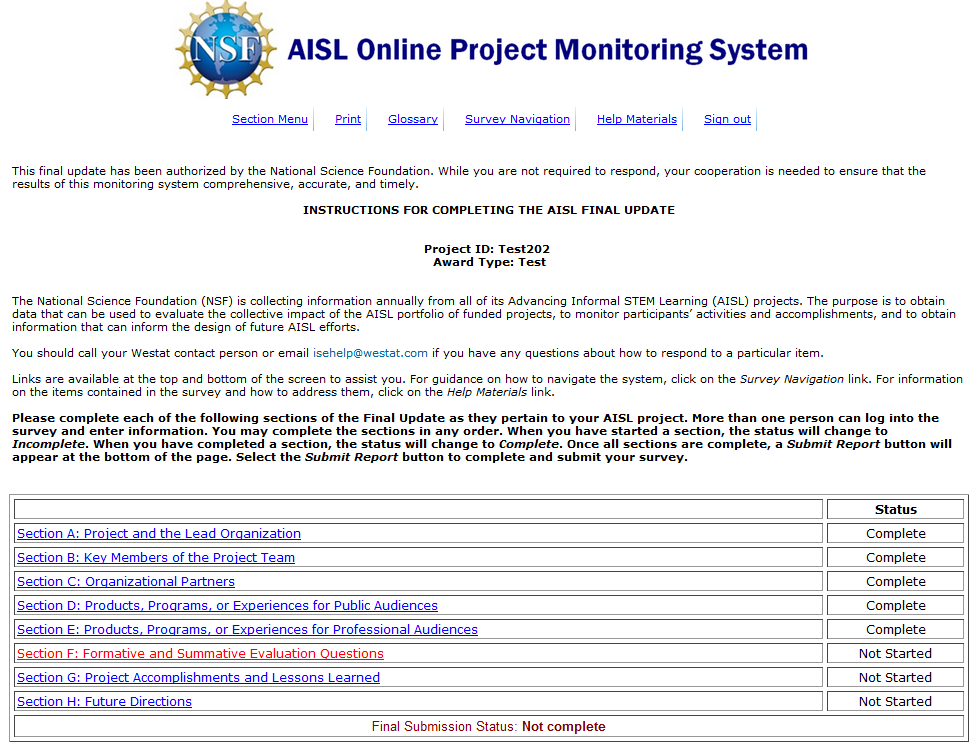 NSF
AISL Online Project Monitoring System
Section Menu Print Glossary Survey Navigation Help Materials Sign out
This final update has been authorized by the National Science Foundation. While you are not required to respond, your cooperation is needed to ensure that the
results of this monitoring system comprehensive, accurate, and timely.
INSTRUCTIONS FOR COMPLETING THE AISL FINAL UPDATE
Project ID: Test202
Award Type: Test
The National Science Foundation (NSF) is collecting information annually from all of its Advancing Informal STEM Learning (AISL) projects. The purpose is to obtain
data that can be used to evaluate the collective impact of the AISL portfolio of funded projects, to monitor participants’ activities and accomplishments, and to obtain
information that can inform the design of future AISL efforts.
You should call your Westat contact person or email isehelp@westat.com if you have any questions about how to respond to a particular item.
Links are available at the top and bottom of the screen to assist you. For guidance on how to navigate the system, click on the Survey Navigation link. For information
on the items contained in the survey and how to address them, click on the Help Materials link.
Please complete each of the following sections of the Final Update as they pertain to your AISL project. More than one person can log into the
survey and enter information. You may complete the sections in any order. When you have started a section, the status will change to
Incomplete. When you have completed a section, the status will change to Complete. Once all sections are complete, a Submit Report button will
appear at the bottom of the page. Select the Submit Report button to complete and submit your survey.
Status
Section A: Project and the Lead Organization Complete
Section B: Key Members of the Project Team Complete
Section C: Organizational Partners Complete
Section D: Products, Programs, or Experiences for Public Audiences Complete
Section E: Products, Programs, or Experiences for Professional Audiences Complete
Section F: Formative and Summative Evaluation Questions Not Started
Section G: Project Accomplishments and Lessons Learned Not Started
Section H: Future Directions Not Started
Final Submission Status: Not complete